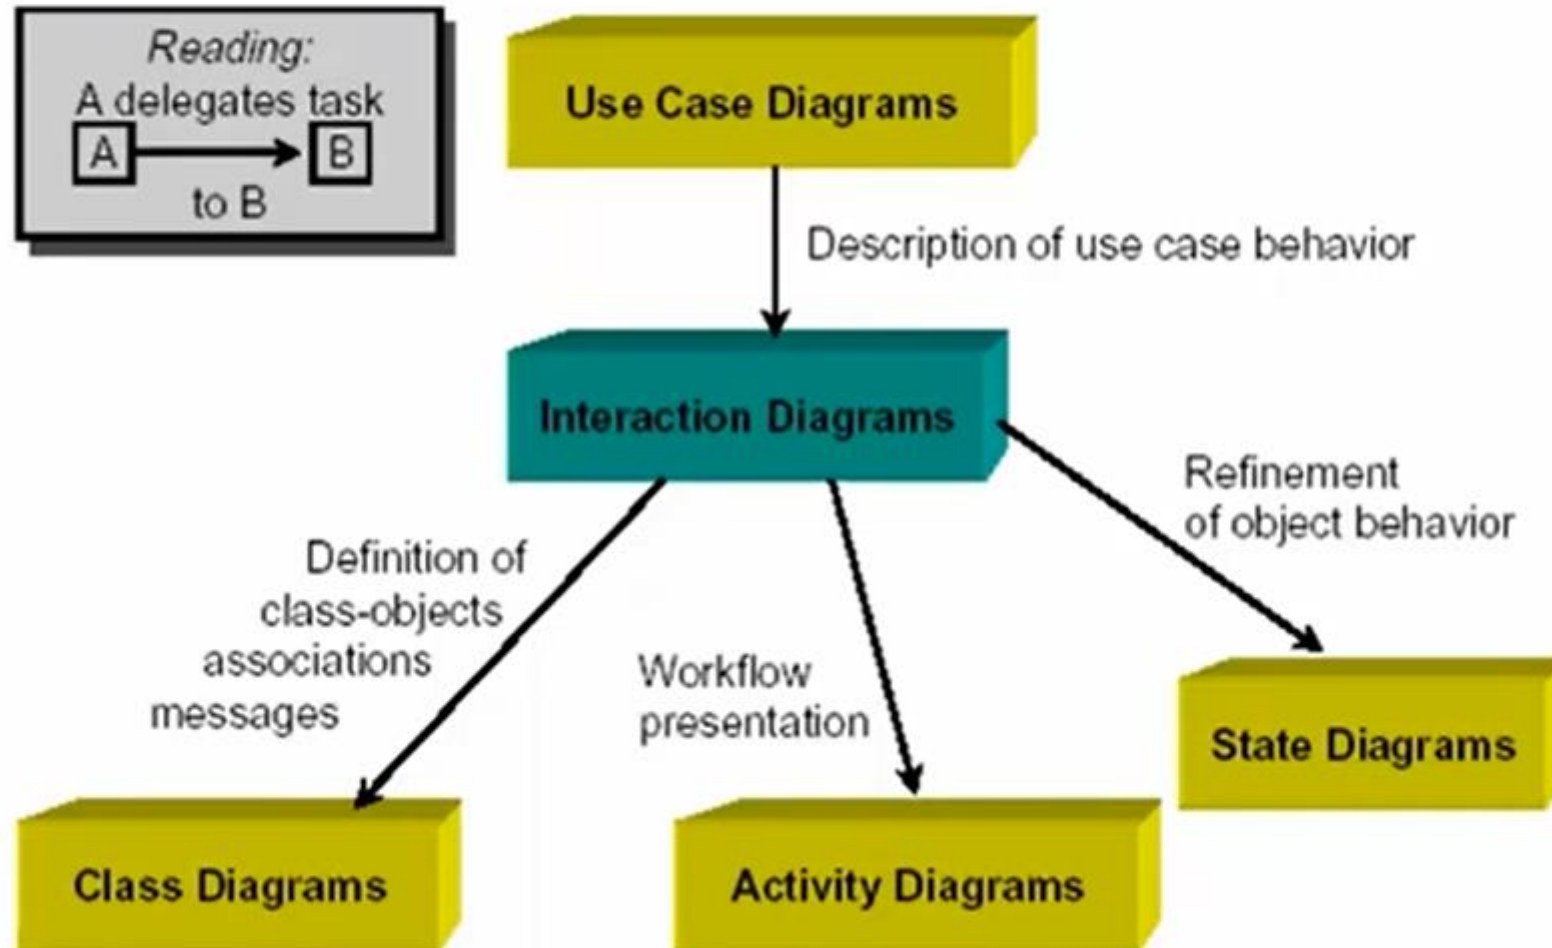 Reading:
A delegates task
A B
to B
Use Case Diagrams
Description of use case behavior
Interaction Diagrams
Refinement
of object behavior
Definition of
class-objects
associations
messages
Workflow
presentation
State Diagrams
Class Diagrams
Activity Diagrams